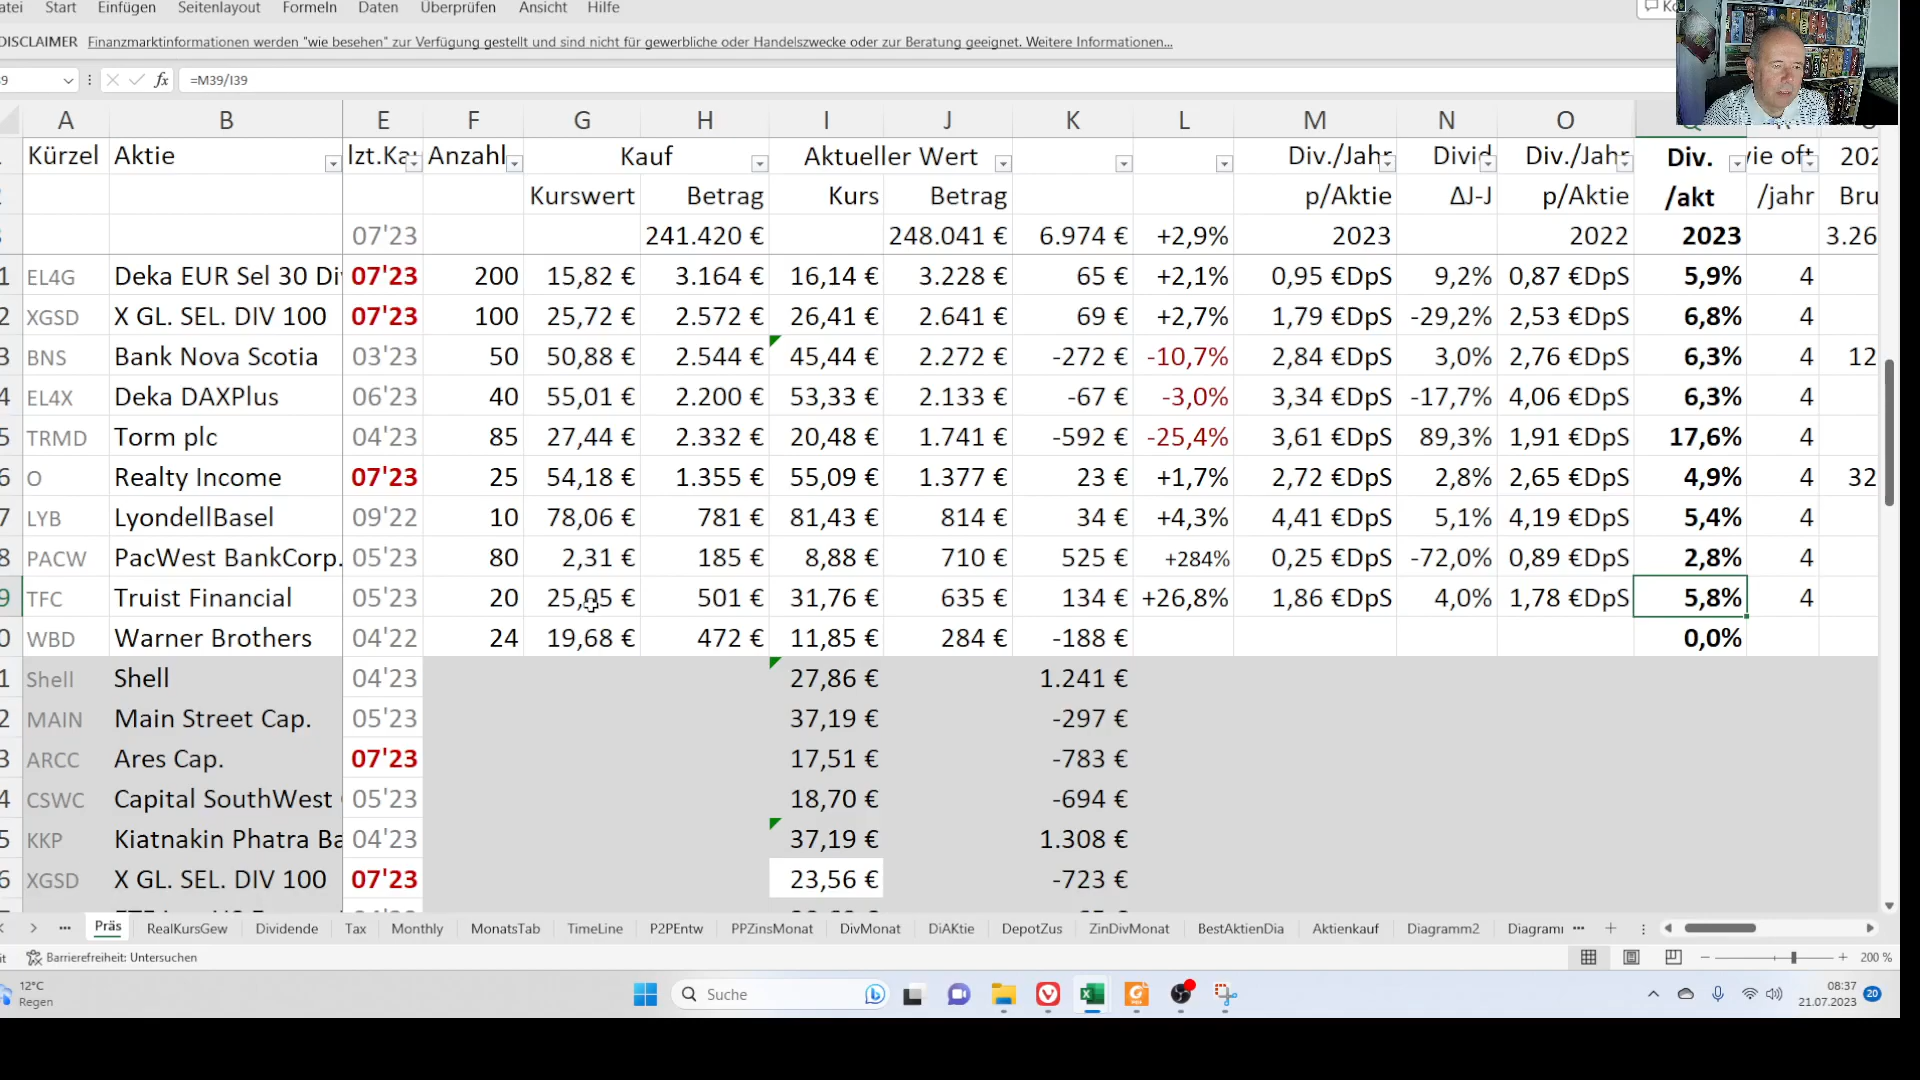 atei Start Einfügen Seitenlayout Formeln Daten Überprüfen Ansicht Hilfe
DISCLAIMER Finanzmarktinformationen werden "wie besehen" zur Verfügung gestellt und sind nicht für gewerbliche oder Handelszwecke oder zur Beratung geeignet. Weitere Informationen...
fx =M39/I39
A B E F G H I J K L M N O
Kürzel Aktie lzt.Ka Anzahl Kauf Aktueller Wert Div./Jahr Divid Div./Jahr Div. wie oft 202
Kurswert Betrag Kurs Betrag p/Aktie ΔJ-J p/Aktie /akt /jahr Bru
07'23 241.420 € 248.041 € 6.974 € +2,9% 2023 2022 2023 3.26
1 EL4G Deka EUR Sel 30 Di 07'23 200 15,82 € 3.164 € 16,14 € 3.228 € 65 € +2,1% 0,95 €DpS 9,2% 0,87 €DpS 5,9% 4
2 XGSD X GL. SEL. DIV 100 07'23 100 25,72 € 2.572 € 26,41 € 2.641 € 69 € +2,7% 1,79 €DpS -29,2% 2,53 €DpS 6,8% 4
3 BNS Bank Nova Scotia 03'23 50 50,88 € 2.544 € 45,44 € 2.272 € -272 € -10,7% 2,84 €DpS 3,0% 2,76 €DpS 6,3% 4 12
4 EL4X Deka DAXPlus 06'23 40 55,01 € 2.200 € 53,33 € 2.133 € -67 € -3,0% 3,34 €DpS -17,7% 4,06 €DpS 6,3% 4
5 TRMD Torm plc 04'23 85 27,44 € 2.332 € 20,48 € 1.741 € -592 € -25,4% 3,61 €DpS 89,3% 1,91 €DpS 17,6% 4
6 O Realty Income 07'23 25 54,18 € 1.355 € 55,09 € 1.377 € 23 € +1,7% 2,72 €DpS 2,8% 2,65 €DpS 4,9% 4 32
7 LYB LyondellBasel 09'22 10 78,06 € 781 € 81,43 € 814 € 34 € +4,3% 4,41 €DpS 5,1% 4,19 €DpS 5,4% 4
8 PACW PacWest BankCorp. 05'23 80 2,31 € 185 € 8,88 € 710 € 525 € +284% 0,25 €DpS -72,0% 0,89 €DpS 2,8% 4
9 TFC Truist Financial 05'23 20 25,05 € 501 € 31,76 € 635 € 134 € +26,8% 1,86 €DpS 4,0% 1,78 €DpS 5,8% 4
0 WBD Warner Brothers 04'22 24 19,68 € 472 € 11,85 € 284 € -188 € 0,0%
1 Shell Shell 04'23 27,86 € 1.241 €
2 MAIN Main Street Cap. 05'23 37,19 € -297 €
3 ARCC Ares Cap. 07'23 17,51 € -783 €
4 CSWC Capital SouthWest 05'23 18,70 € -694 €
5 KKP Kiatnakin Phatra Ba 04'23 37,19 € 1.308 €
6 XGSD X GL. SEL. DIV 100 07'23 23,56 € -723 €
... Präs RealKursGew Dividende Tax Monthly MonatsTab TimeLine P2PEntw PPZinsMonat DivMonat DiAKtie DepotZus ZinDivMonat BestAktienDia Aktienkauf Diagramm2 Diagramı ...
it Barrierefreiheit: Untersuchen 200 %
12°C
Regen
Suche
08:37
21.07.2023
20